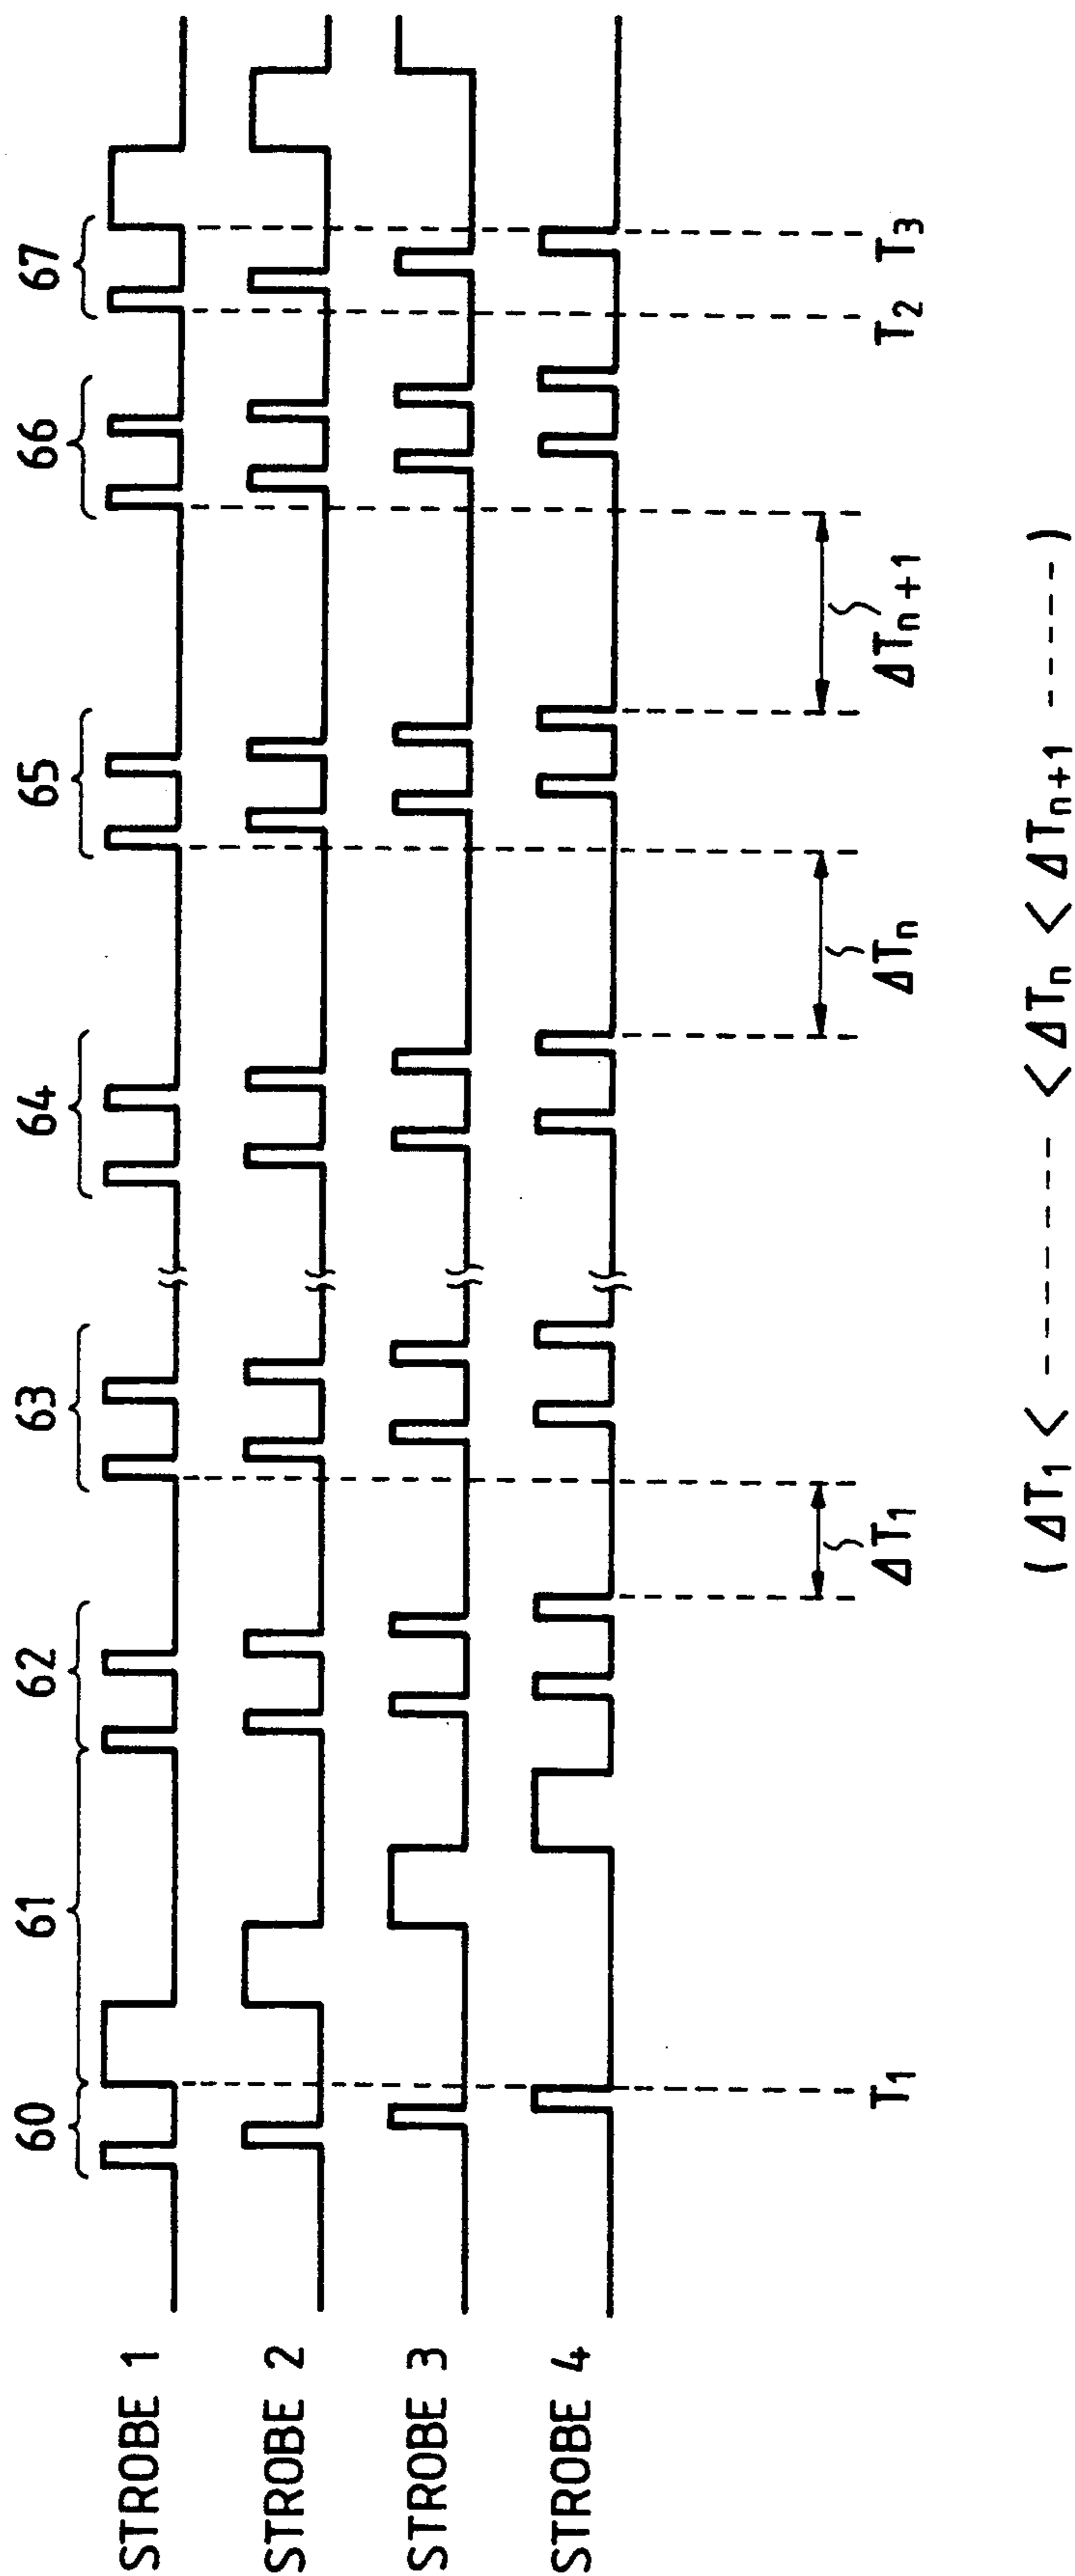 60 61 62 63 64 65 66 67
STROBE 1
STROBE 2
STROBE 3
STROBE 4
T1 ΔT1 ΔTn ΔTn+1 T2 T3
( ΔT1 < ------ < ΔTn < ΔTn+1 ----- )